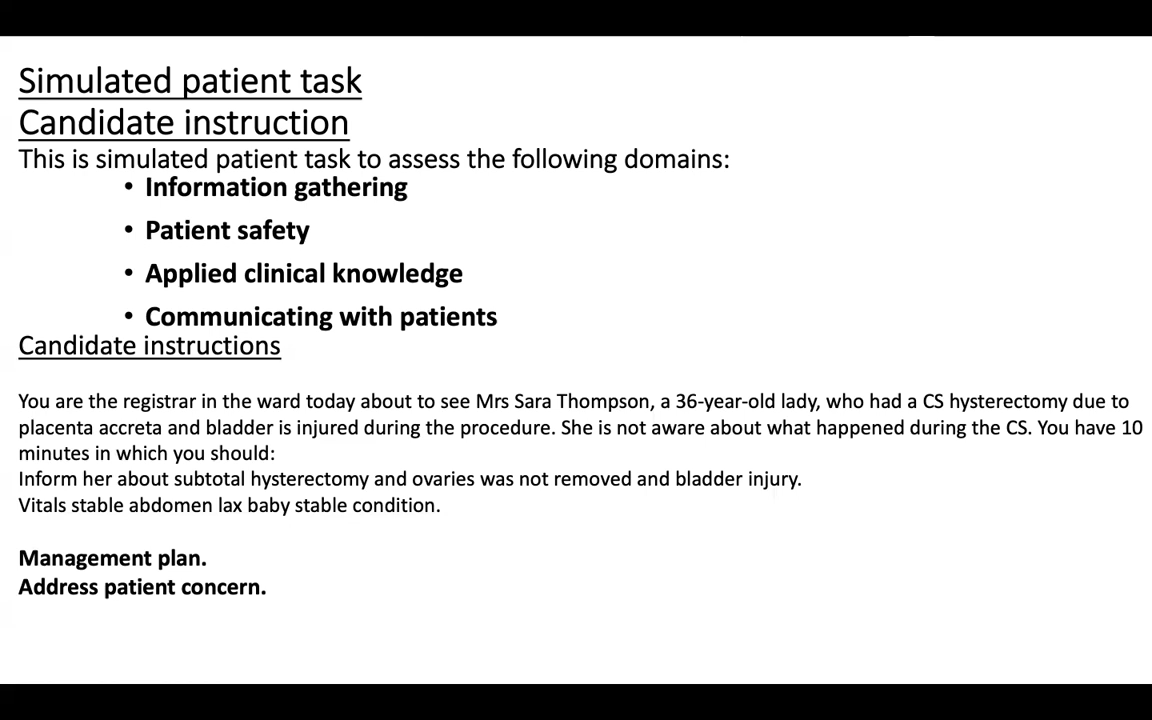 Simulated patient task
Candidate instruction
This is simulated patient task to assess the following domains:
• Information gathering
• Patient safety
• Applied clinical knowledge
• Communicating with patients
Candidate instructions
You are the registrar in the ward today about to see Mrs Sara Thompson, a 36-year-old lady, who had a CS hysterectomy due to
placenta accreta and bladder is injured during the procedure. She is not aware about what happened during the CS. You have 10
minutes in which you should:
Inform her about subtotal hysterectomy and ovaries was not removed and bladder injury.
Vitals stable abdomen lax baby stable condition.
Management plan.
Address patient concern.